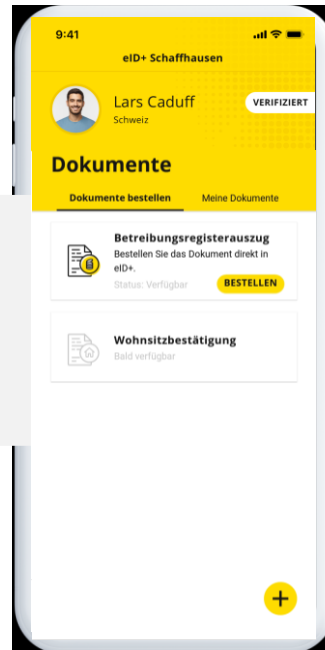 9:41
eID+ Schaffhausen
Lars Caduff
VERIFIZIERT
Schweiz
Dokumente
Dokumente bestellen Meine Dokumente
Betreibungsregisterauszug
Bestellen Sie das Dokument direkt in
eID+.
Status: Verfügbar BESTELLEN
Wohnsitzbestätigung
Bald verfügbar
+